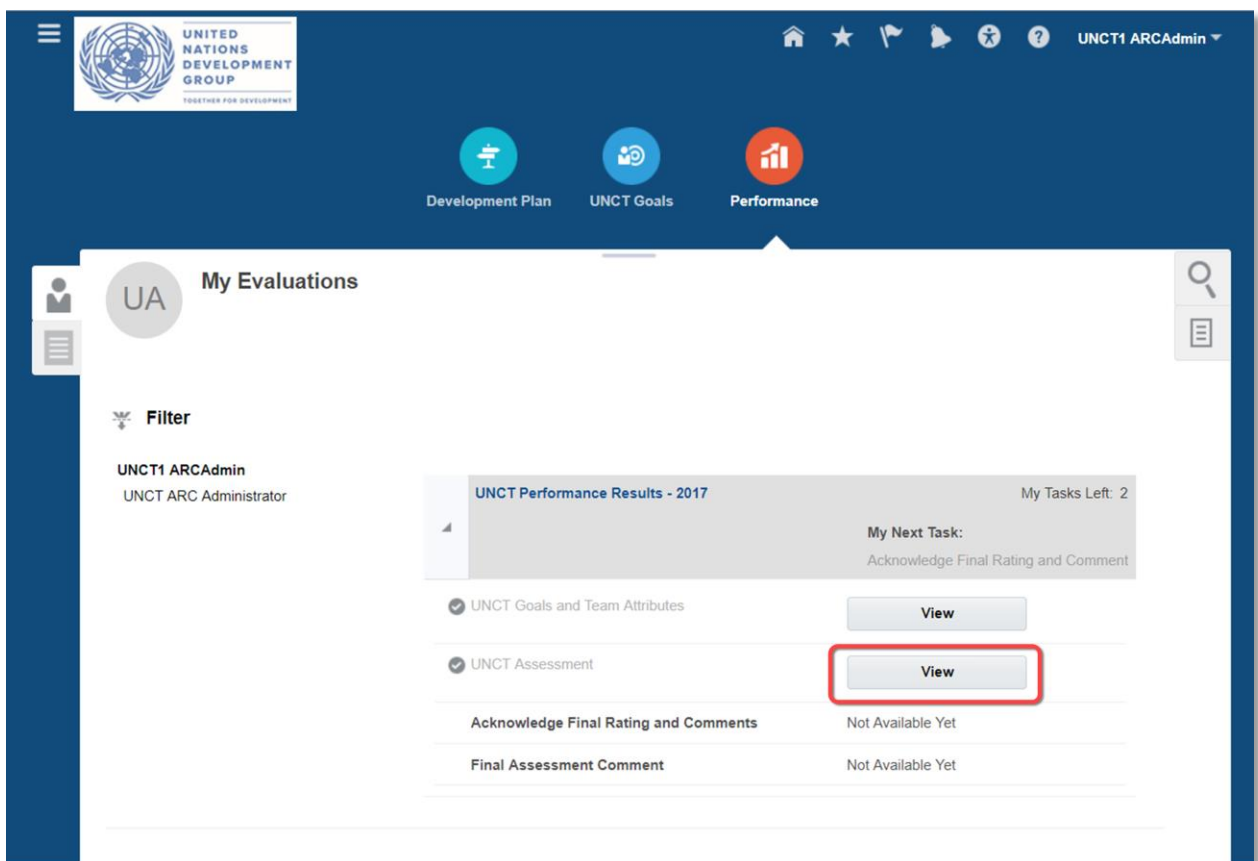 UNITED
NATIONS
DEVELOPMENT
GROUP
TOGETHER FOR DEVELOPMENT
UNCT1 ARCAdmin
Development Plan
UNCT Goals
Performance
UA
My Evaluations
Filter
UNCT1 ARCAdmin
UNCT ARC Administrator
UNCT Performance Results - 2017
My Tasks Left: 2
My Next Task:
Acknowledge Final Rating and Comment
UNCT Goals and Team Attributes
View
UNCT Assessment
View
Acknowledge Final Rating and Comments
Not Available Yet
Final Assessment Comment
Not Available Yet